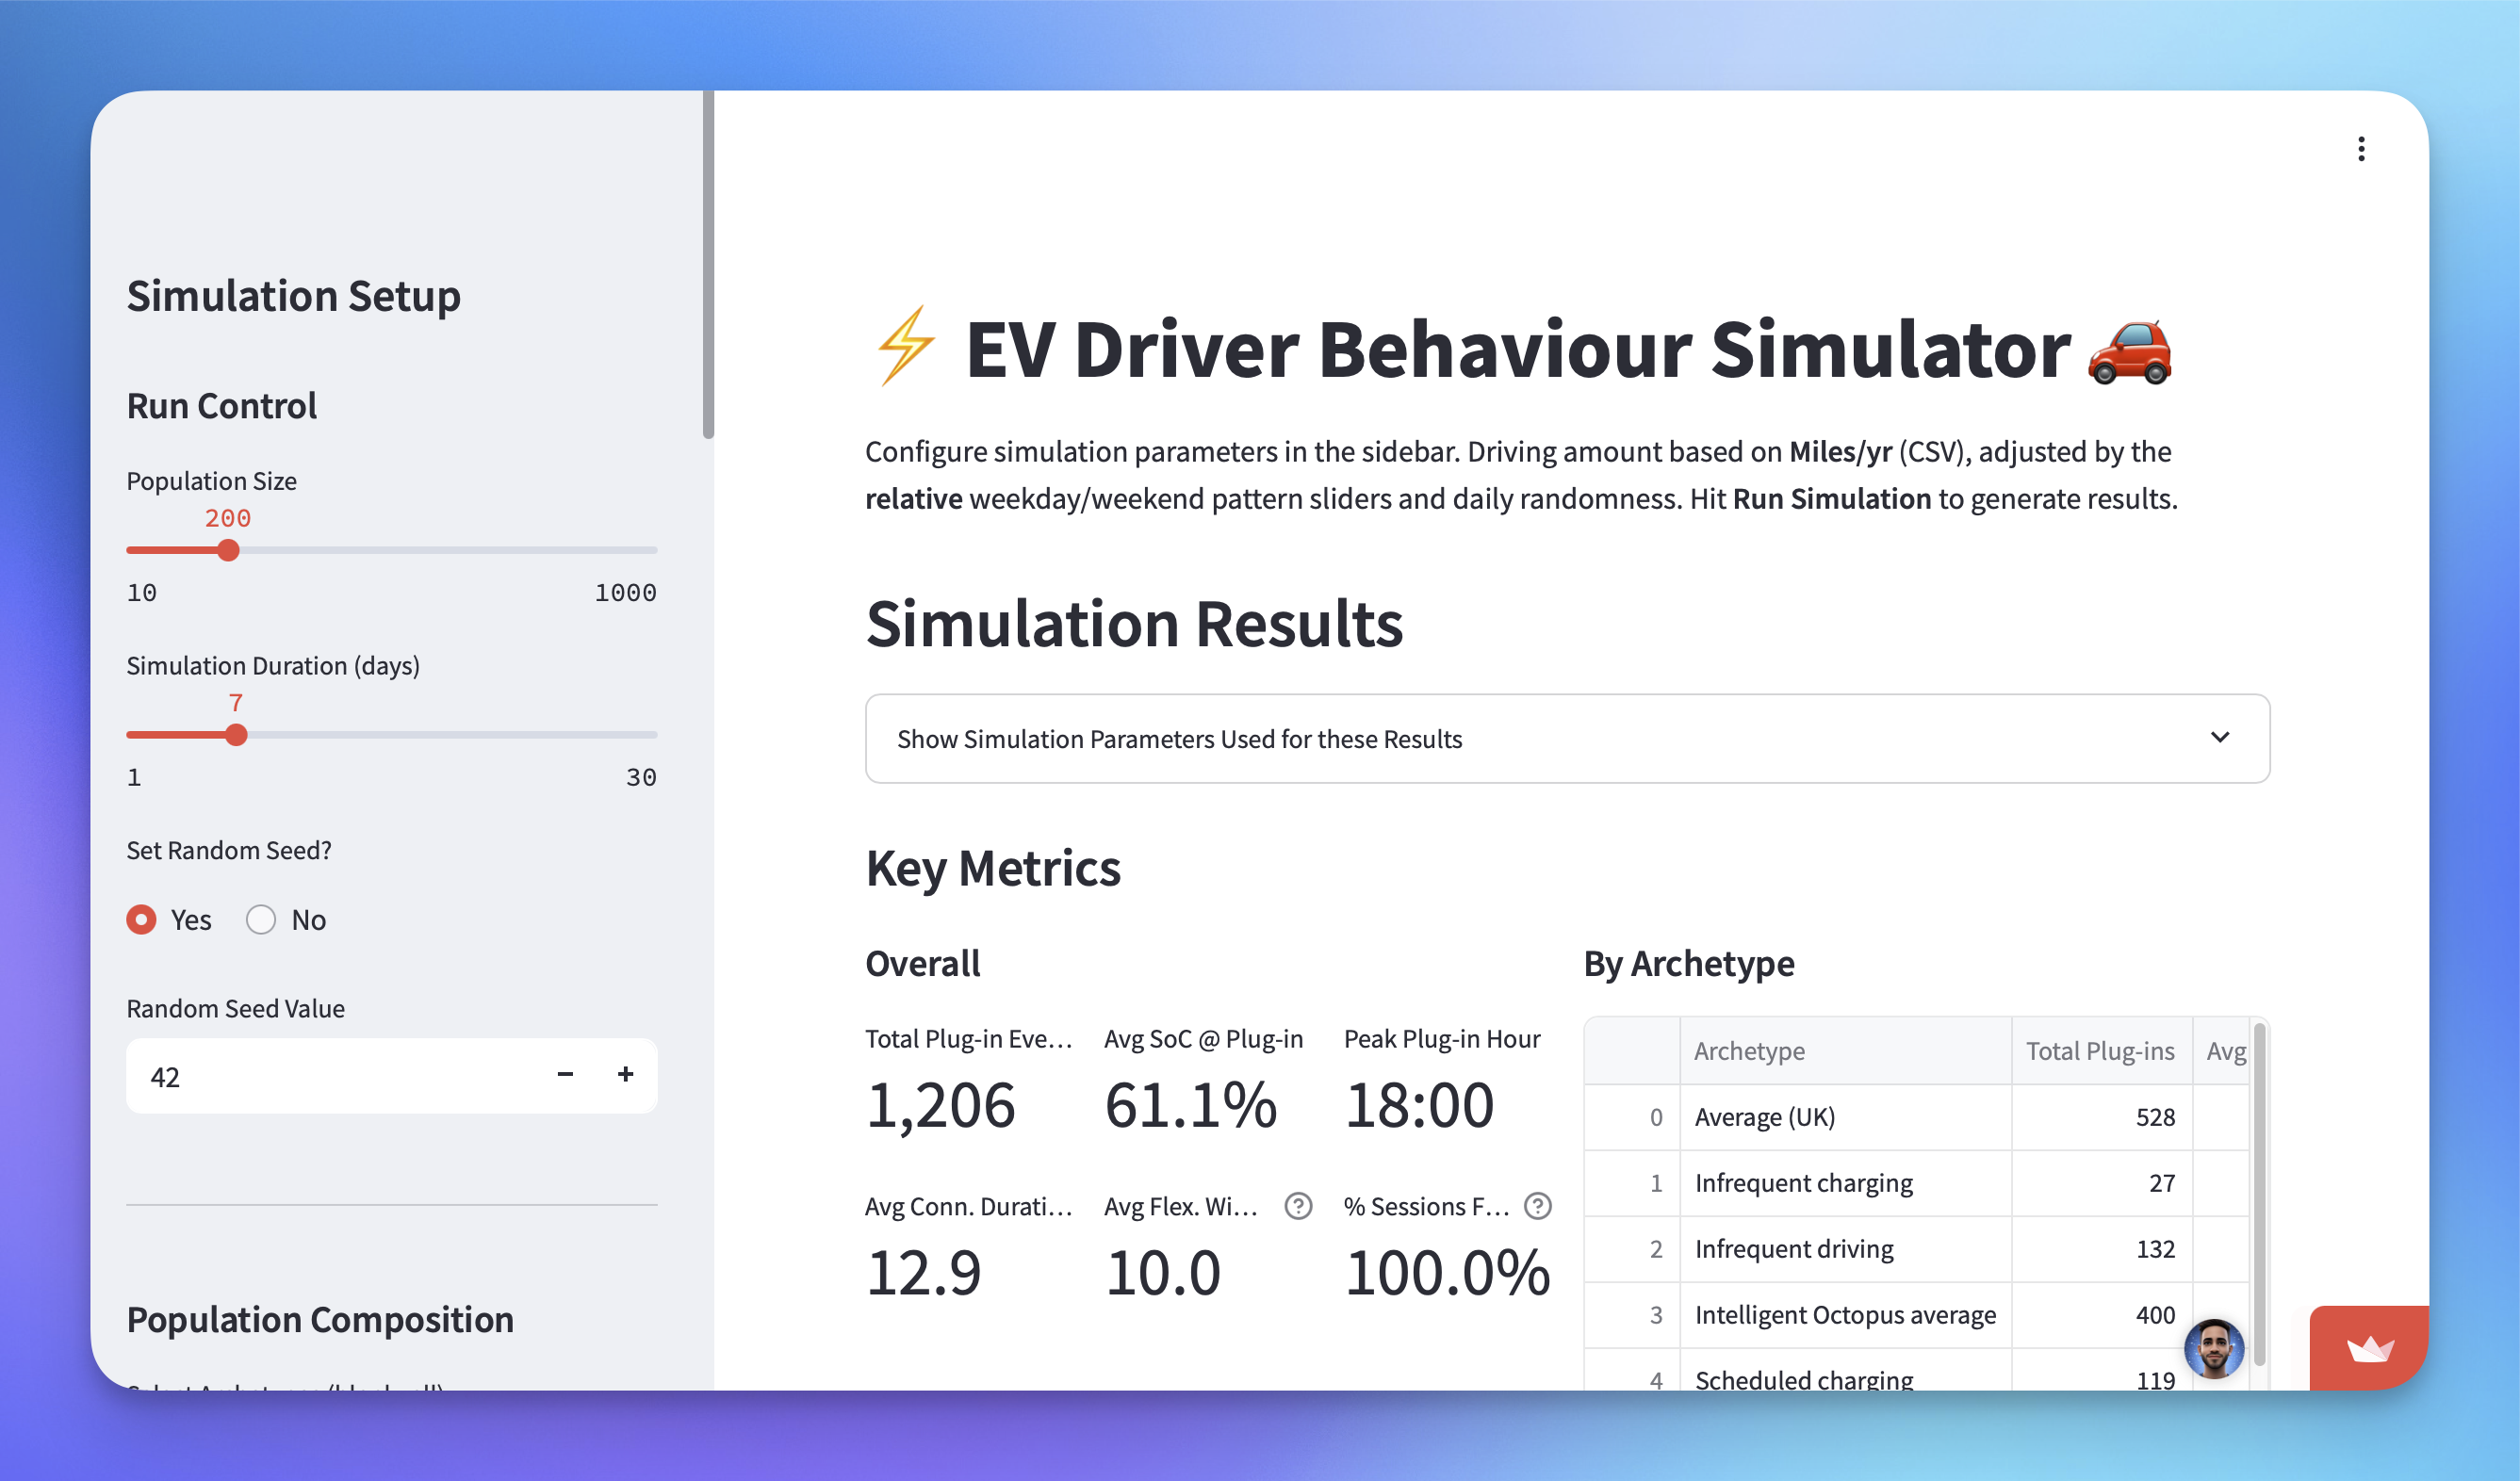 Simulation Setup
Run Control
Population Size
200
10 1000
Simulation Duration (days)
7
1 30
Set Random Seed?
Yes No
Random Seed Value
42 − +
Population Composition
⚡ EV Driver Behaviour Simulator 🚗
Configure simulation parameters in the sidebar. Driving amount based on Miles/yr (CSV), adjusted by the
relative weekday/weekend pattern sliders and daily randomness. Hit Run Simulation to generate results.
Simulation Results
Show Simulation Parameters Used for these Results
Key Metrics
Overall
Total Plug-in Eve… Avg SoC @ Plug-in Peak Plug-in Hour
1,206 61.1% 18:00
Avg Conn. Durati… Avg Flex. Wi… ? % Sessions F… ?
12.9 10.0 100.0%
By Archetype
Archetype Total Plug-ins Avg
0 Average (UK) 528
1 Infrequent charging 27
2 Infrequent driving 132
3 Intelligent Octopus average 400
4 Scheduled charging 119